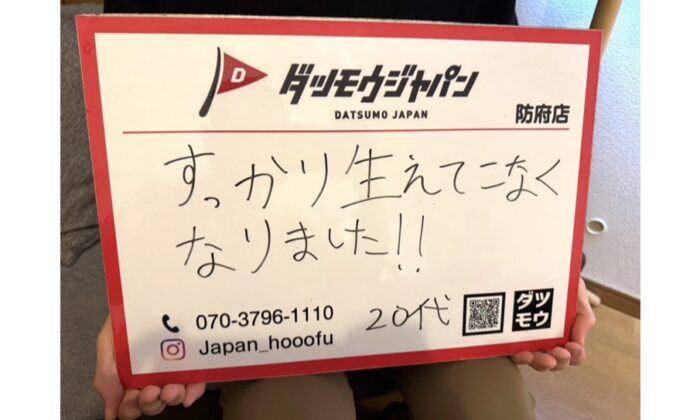 D ダツモウジャパン
DATSUMO JAPAN
防府店
すっかり生えてこなく
なりました!!
070-3796-1110
20代
Japan_hooofu
ダツ
モウ